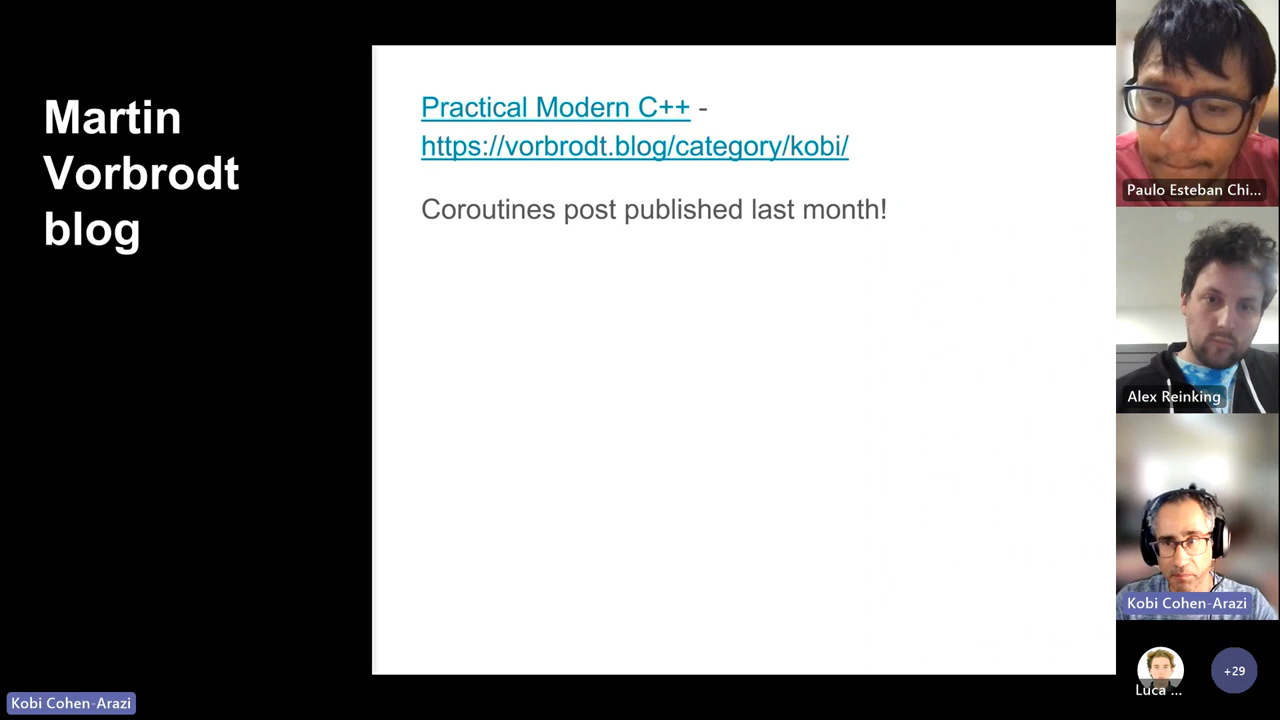 Martin
Vorbrodt
blog
Practical Modern C++ -
https://vorbrodt.blog/category/kobi/
Coroutines post published last month!
Paulo Esteban Chi...
Alex Reinking
Kobi Cohen-Arazi
Luca ...
+29
Kobi Cohen-Arazi